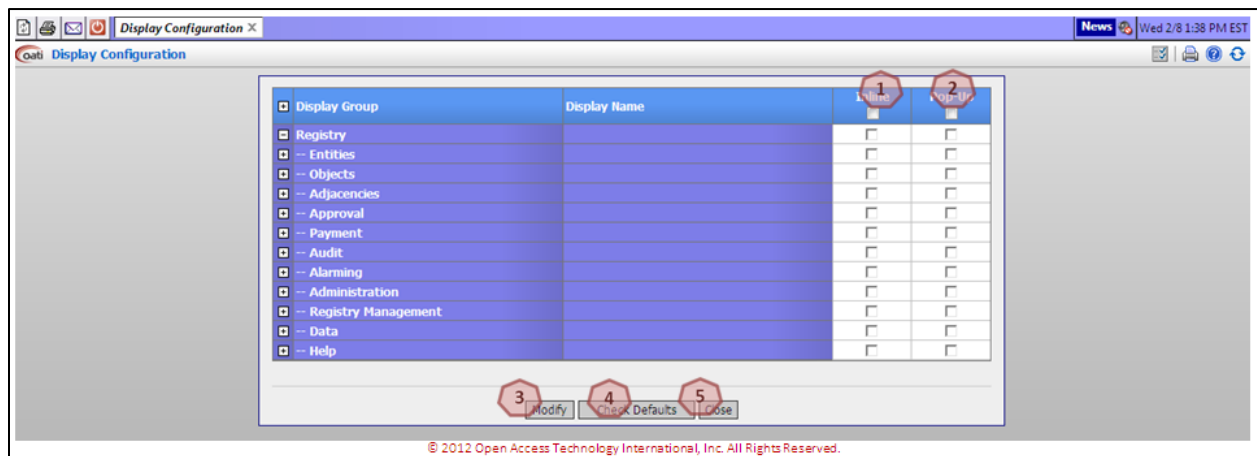 Display Configuration X
News Wed 2/8 1:38 PM EST
oati Display Configuration
Display Group Display Name Inline Pop-Up
1 2
Registry
-- Entities
-- Objects
-- Adjacencies
-- Approval
-- Payment
-- Audit
-- Alarming
-- Administration
-- Registry Management
-- Data
-- Help
3 Modify 4 Check Defaults 5 Close
© 2012 Open Access Technology International, Inc. All Rights Reserved.